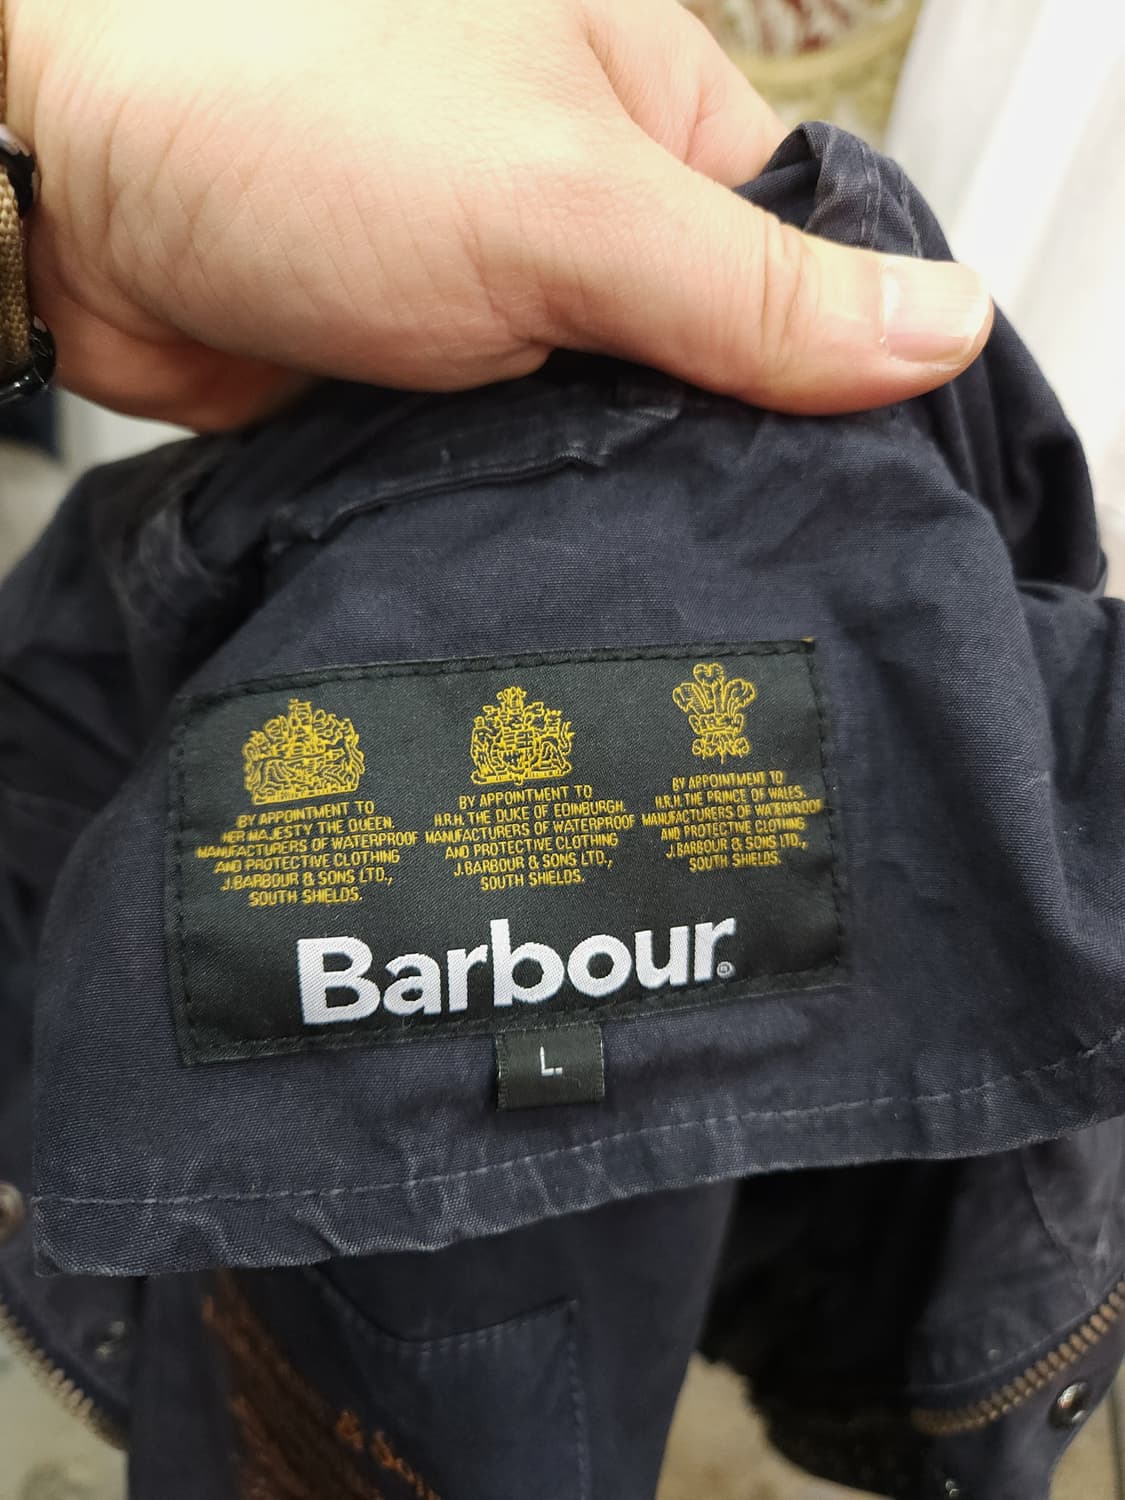 BY APPOINTMENT TO
HER MAJESTY THE QUEEN.
MANUFACTURERS OF WATERPROOF
AND PROTECTIVE CLOTHING
J.BARBOUR & SONS LTD.,
SOUTH SHIELDS.
BY APPOINTMENT TO
H.R.H. THE DUKE OF EDINBURGH.
MANUFACTURERS OF WATERPROOF
AND PROTECTIVE CLOTHING
J.BARBOUR & SONS LTD.,
SOUTH SHIELDS.
BY APPOINTMENT TO
H.R.H. THE PRINCE OF WALES.
MANUFACTURERS OF WATERPROOF
AND PROTECTIVE CLOTHING
J.BARBOUR & SONS LTD.,
SOUTH SHIELDS.
Barbour®
L.
&